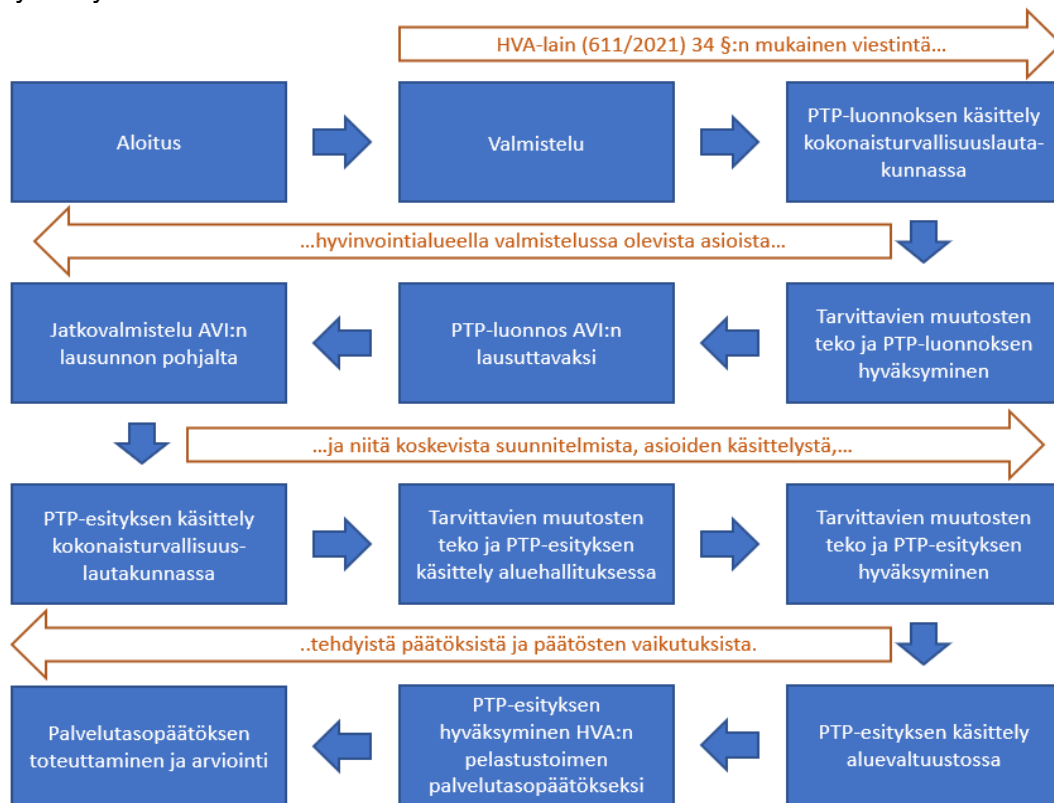 HVA-lain (611/2021) 34 §:n mukainen viestintä…
Aloitus
Valmistelu
PTP-luonnoksen käsittely
kokonaisturvallisuuslauta-
kunnassa
…hyvinvointialueella valmistelussa olevista asioista…
Tarvittavien muutosten
teko ja PTP-luonnoksen
hyväksyminen
PTP-luonnos AVI:n
lausuttavaksi
Jatkovalmistelu AVI:n
lausunnon pohjalta
…ja niitä koskevista suunnitelmista, asioiden käsittelystä,…
PTP-esityksen käsittely
kokonaisturvallisuus-
lautakunnassa
Tarvittavien muutosten
teko ja PTP-esityksen
käsittely aluehallituksessa
Tarvittavien muutosten
teko ja PTP-esityksen
hyväksyminen
..tehdyistä päätöksistä ja päätösten vaikutuksista.
PTP-esityksen käsittely
aluevaltuustossa
PTP-esityksen
hyväksyminen HVA:n
pelastustoimen
palvelutasopäätökseksi
Palvelutasopäätöksen
toteuttaminen ja arviointi